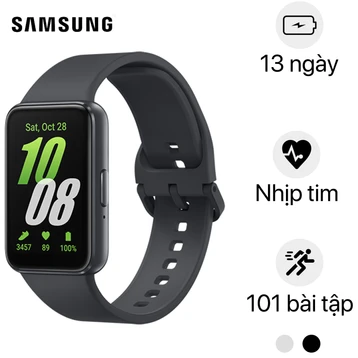 SAMSUNG
13 ngày
Sat, Oct 28
10
08
3457 89 100%
Nhịp tim
101 bài tập